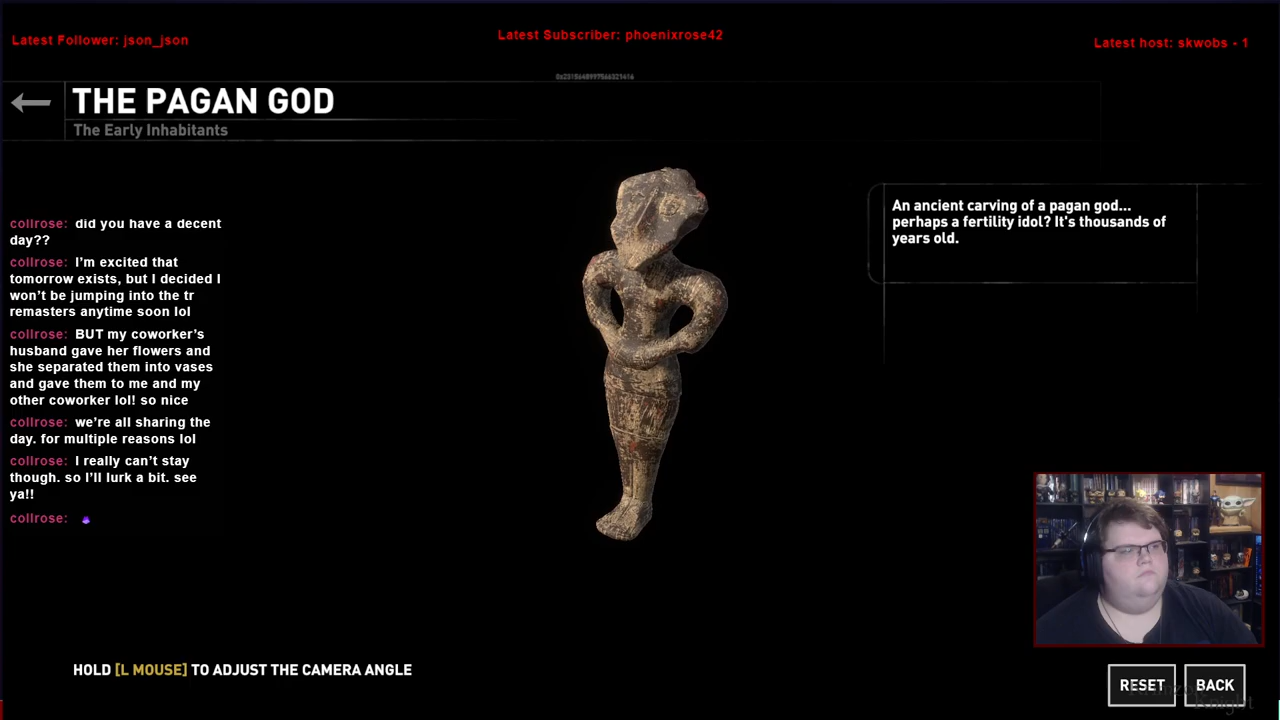 Latest Follower: json_json
Latest Subscriber: phoenixrose42
Latest host: skwobs - 1
THE PAGAN GOD
The Early Inhabitants
collrose: did you have a decent
day??
collrose: I'm excited that
tomorrow exists, but I decided I
won't be jumping into the tr
remasters anytime soon lol
collrose: BUT my coworker's
husband gave her flowers and
she separated them into vases
and gave them to me and my
other coworker lol! so nice
collrose: we're all sharing the
day. for multiple reasons lol
collrose: I really can't stay
though. so I'll lurk a bit. see
ya!!
collrose:
An ancient carving of a pagan god...
perhaps a fertility idol? It's thousands of
years old.
HOLD [L MOUSE] TO ADJUST THE CAMERA ANGLE
RESET
BACK